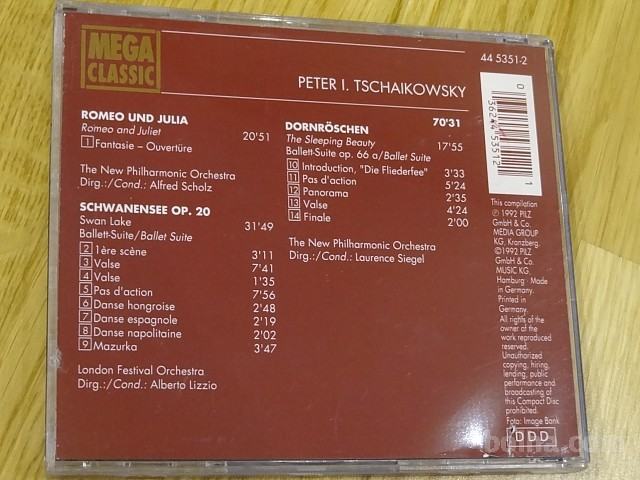 MEGA
CLASSIC
44 5351-2
PETER I. TSCHAIKOWSKY
ROMEO UND JULIA
Romeo and Juliet 20'51
1 Fantasie – Ouvertüre
The New Philharmonic Orchestra
Dirg.:/Cond.: Alfred Scholz
SCHWANENSEE OP. 20
Swan Lake 31'49
Ballett-Suite/Ballet Suite
2 1ère scène 3'11
3 Valse 7'41
4 Valse 1'35
5 Pas d'action 7'56
6 Danse hongroise 2'48
7 Danse espagnole 2'19
8 Danse napolitaine 2'02
9 Mazurka 3'47
London Festival Orchestra
Dirg.:/Cond.: Alberto Lizzio
70'31
DORNRÖSCHEN
The Sleeping Beauty 17'55
Ballett-Suite op. 66 a/Ballet Suite
10 Introduction, "Die Fliederfee" 3'33
11 Pas d'action 5'24
12 Panorama 2'35
13 Valse 4'24
14 Finale 2'00
The New Philharmonic Orchestra
Dirg.:/Cond.: Laurence Siegel
0 56244 53512 1
This compilation
℗ 1992 PILZ
GmbH & Co.
MEDIA GROUP
KG. Kranzberg.
©1992 PILZ
GmbH & Co.
MUSIC KG.
Hamburg · Made
in Germany.
Printed in
Germany.
All rights of the
owner of the
work reproduced
reserved.
Unauthorized
copying, hiring,
lending, public
performance and
broadcasting of
this Compact Disc
prohibited.
Foto: Image Bank
DDD
bolha.com